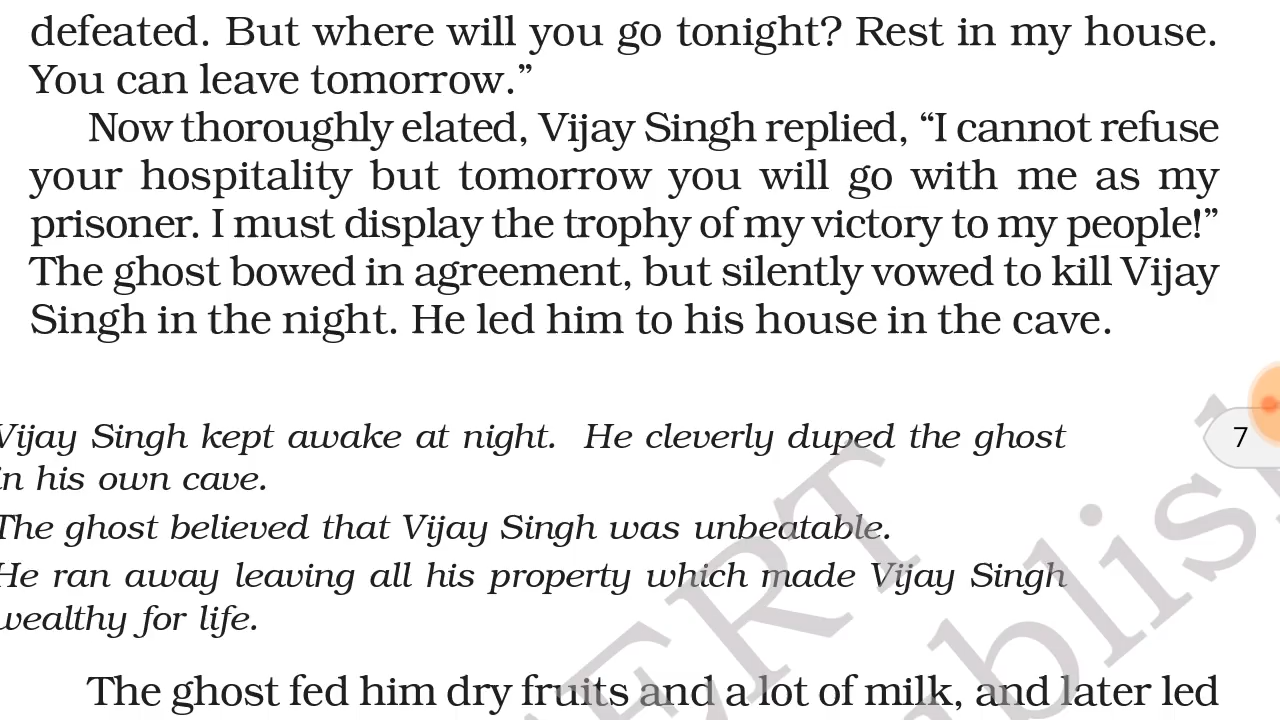 defeated. But where will you go tonight? Rest in my house.
You can leave tomorrow.”
Now thoroughly elated, Vijay Singh replied, “I cannot refuse
your hospitality but tomorrow you will go with me as my
prisoner. I must display the trophy of my victory to my people!”
The ghost bowed in agreement, but silently vowed to kill Vijay
Singh in the night. He led him to his house in the cave.
Vijay Singh kept awake at night. He cleverly duped the ghost
in his own cave.
7
The ghost believed that Vijay Singh was unbeatable.
He ran away leaving all his property which made Vijay Singh
wealthy for life.
The ghost fed him dry fruits and a lot of milk, and later led